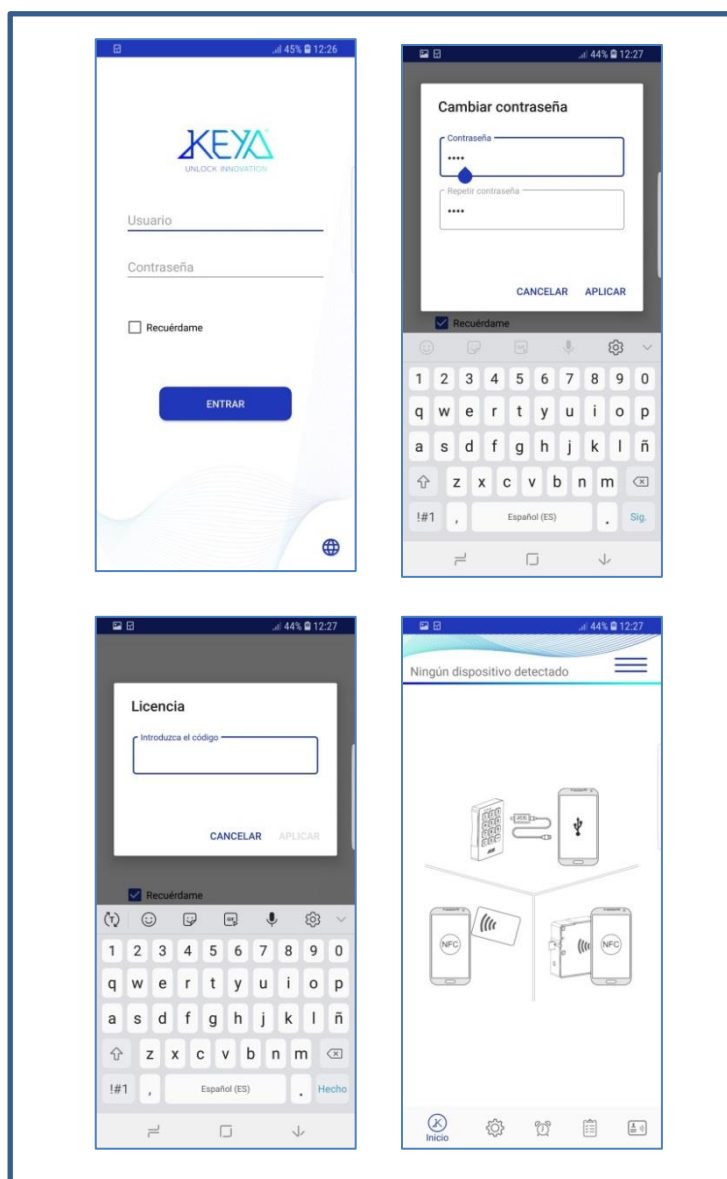 45% 12:26
KEYA
UNLOCK INNOVATION
Usuario
Contraseña
Recuérdame
ENTRAR
44% 12:27
Cambiar contraseña
Contraseña
••••
Repetir contraseña
••••
CANCELAR APLICAR
Recuérdame
1 2 3 4 5 6 7 8 9 0
q w e r t y u i o p
a s d f g h j k l ñ
z x c v b n m
!#1 , Español (ES) . Sig.
44% 12:27
Licencia
Introduzca el código
CANCELAR APLICAR
Recuérdame
1 2 3 4 5 6 7 8 9 0
q w e r t y u i o p
a s d f g h j k l ñ
z x c v b n m
!#1 , Español (ES) . Hecho
44% 12:27
Ningún dispositivo detectado
NFC
NFC
Inicio